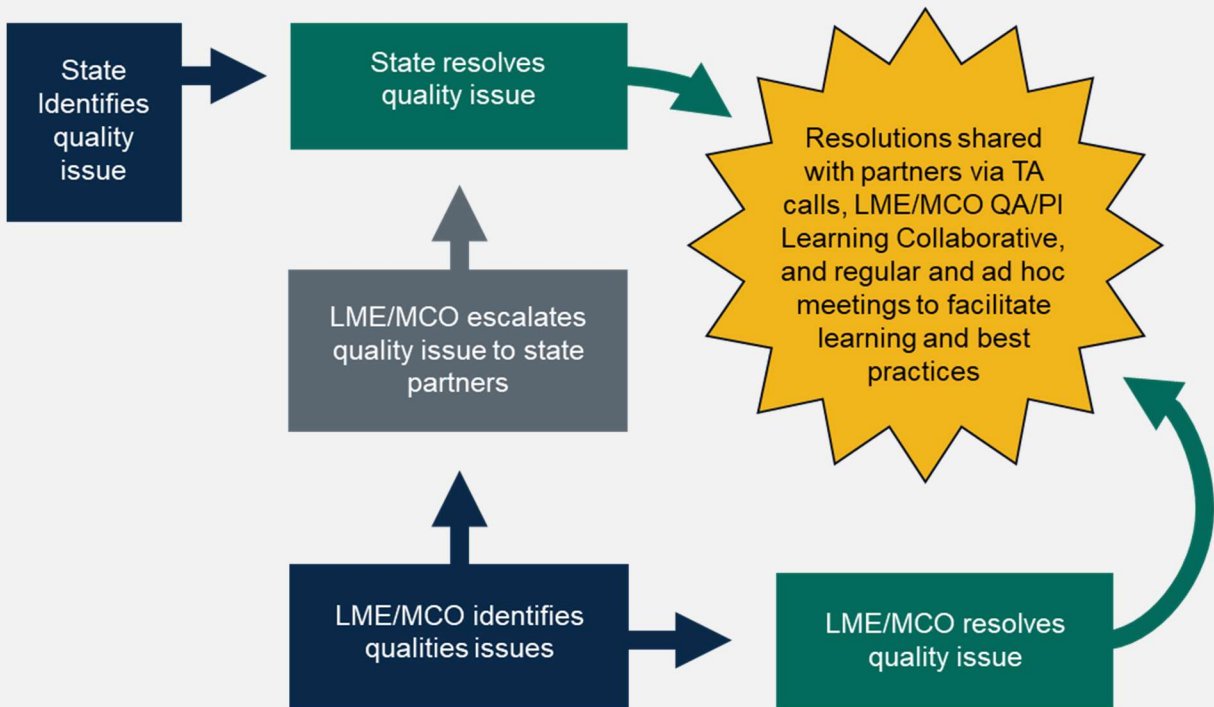 State
Identifies
quality
issue
State resolves
quality issue
Resolutions shared
with partners via TA
calls, LME/MCO QA/PI
Learning Collaborative,
and regular and ad hoc
meetings to facilitate
learning and best
practices
LME/MCO escalates
quality issue to state
partners
LME/MCO identifies
qualities issues
LME/MCO resolves
quality issue